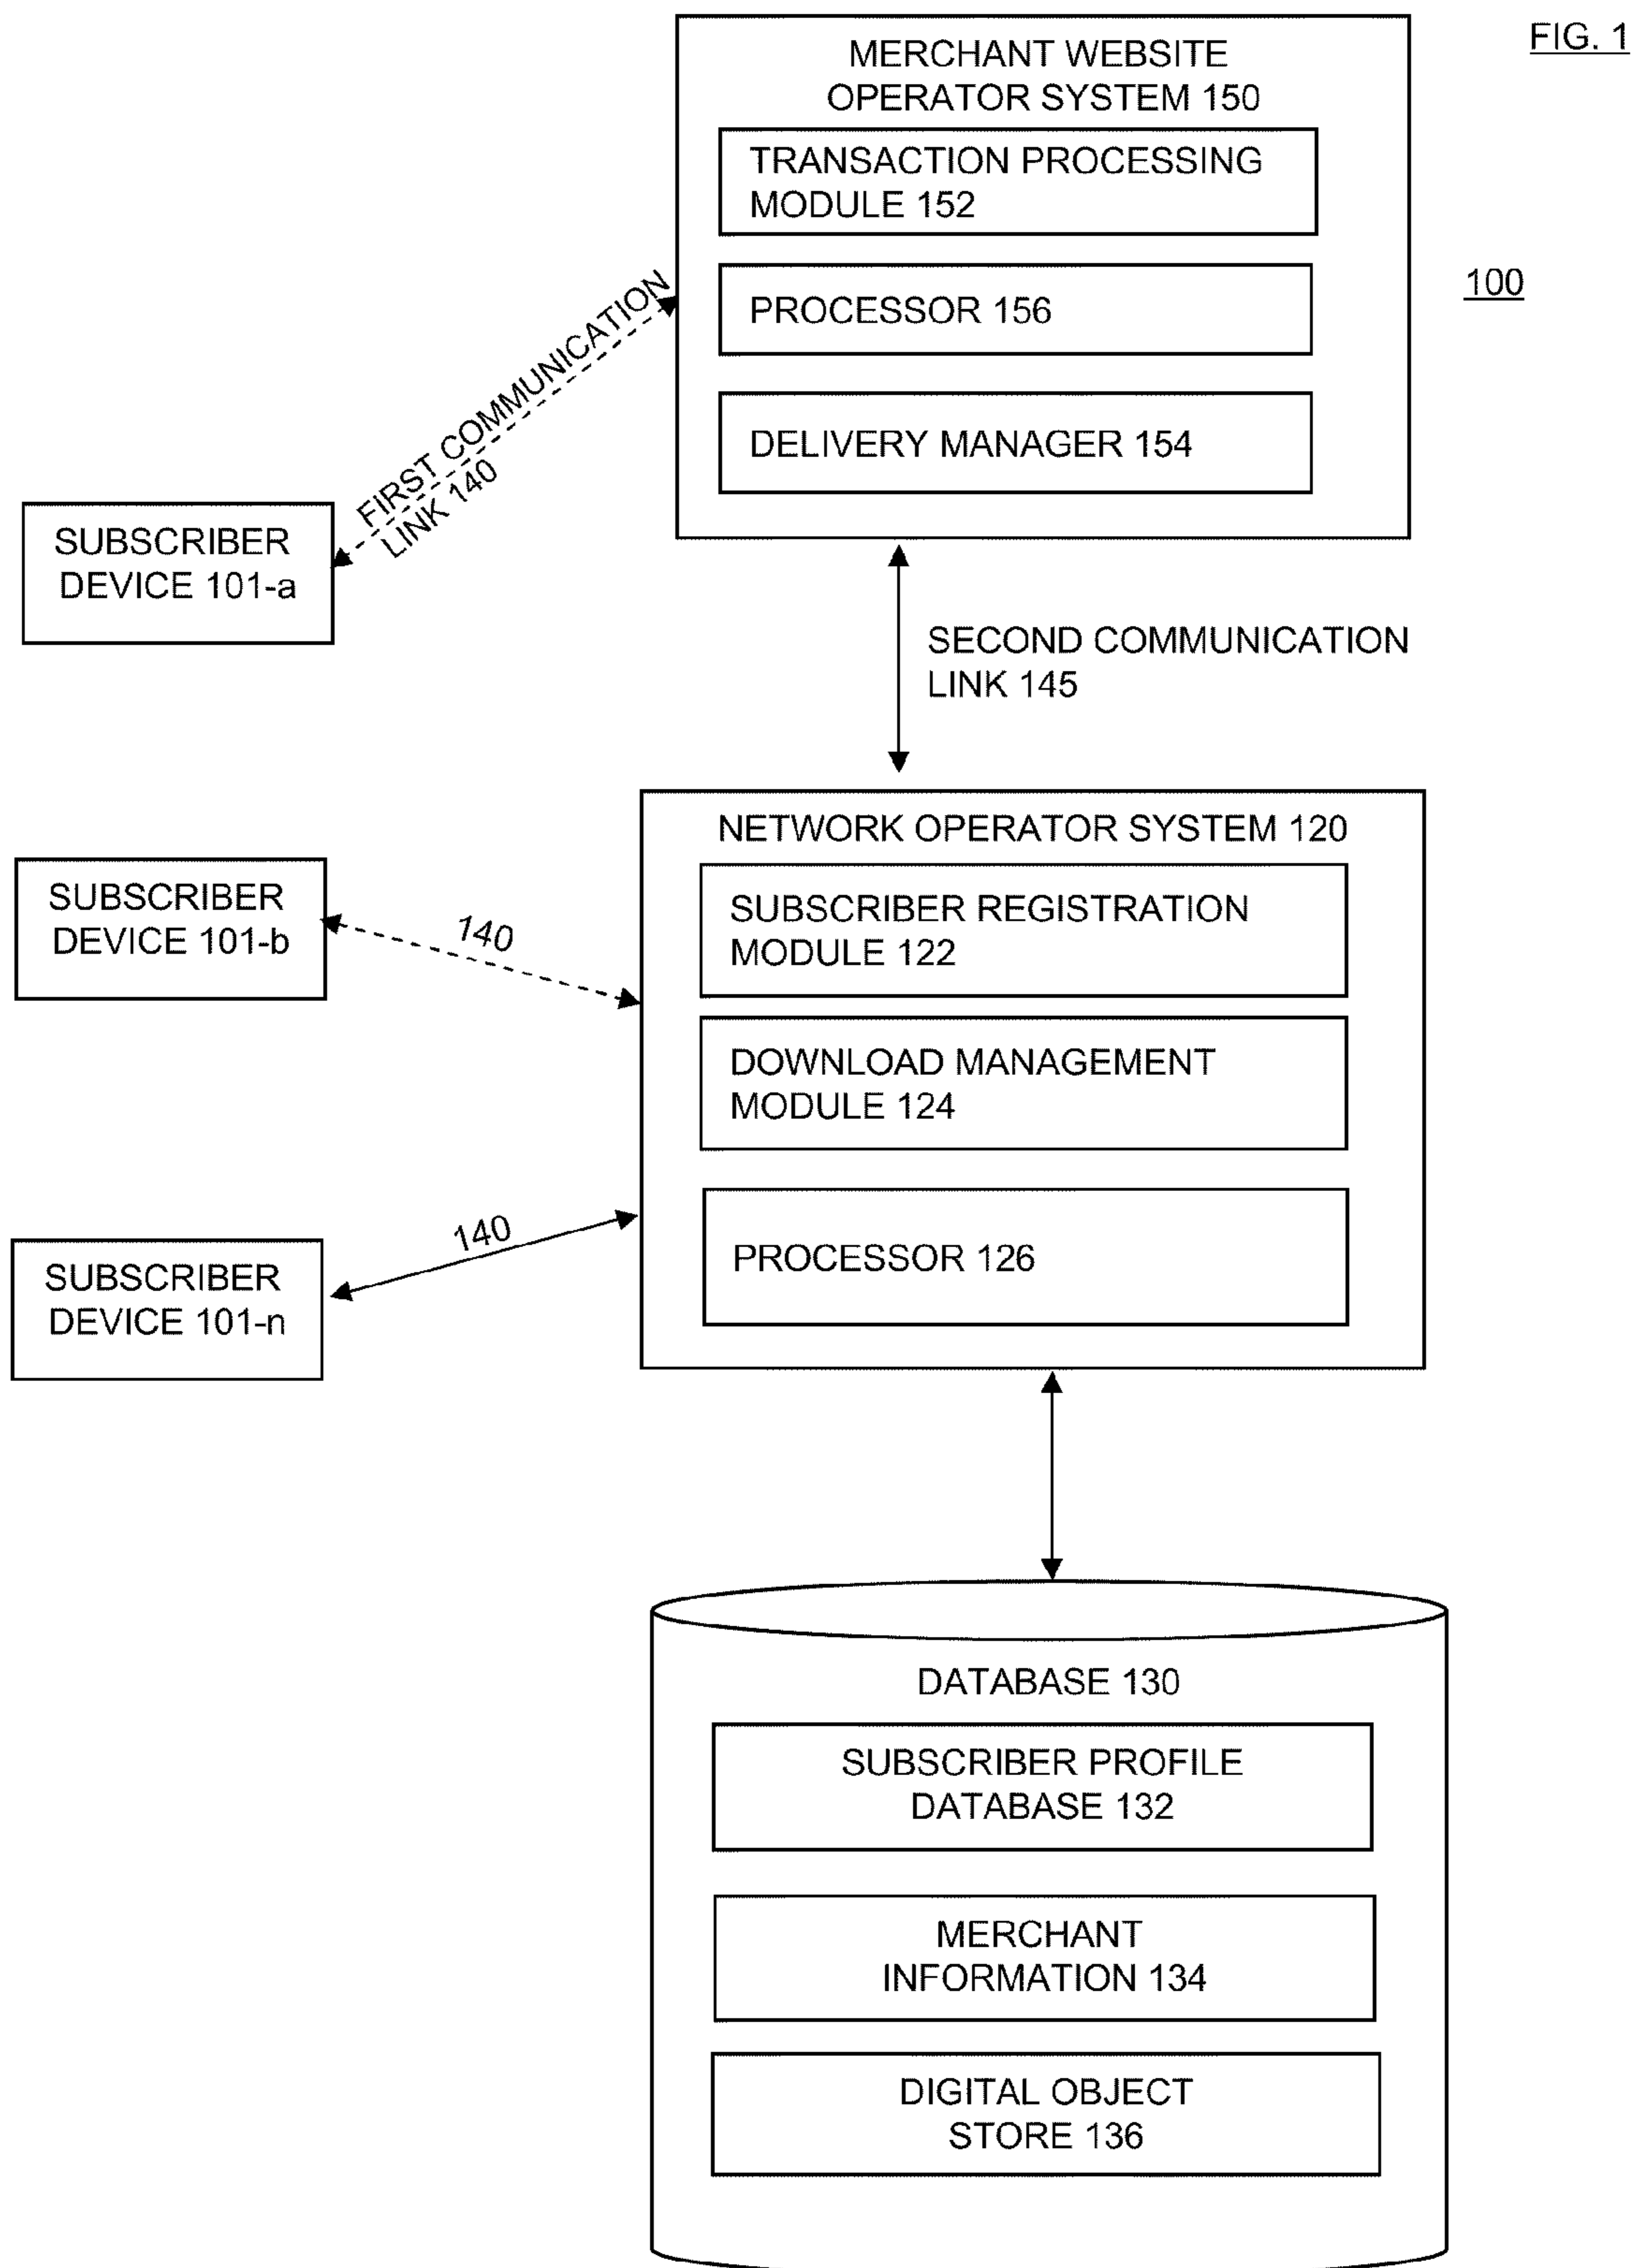 FIG. 1
MERCHANT WEBSITE
OPERATOR SYSTEM 150
TRANSACTION PROCESSING
MODULE 152
100
PROCESSOR 156
DELIVERY MANAGER 154
FIRST COMMUNICATION
LINK 140
SUBSCRIBER
DEVICE 101-a
SECOND COMMUNICATION
LINK 145
NETWORK OPERATOR SYSTEM 120
SUBSCRIBER REGISTRATION
MODULE 122
SUBSCRIBER
DEVICE 101-b
140
DOWNLOAD MANAGEMENT
MODULE 124
140
PROCESSOR 126
SUBSCRIBER
DEVICE 101-n
DATABASE 130
SUBSCRIBER PROFILE
DATABASE 132
MERCHANT
INFORMATION 134
DIGITAL OBJECT
STORE 136